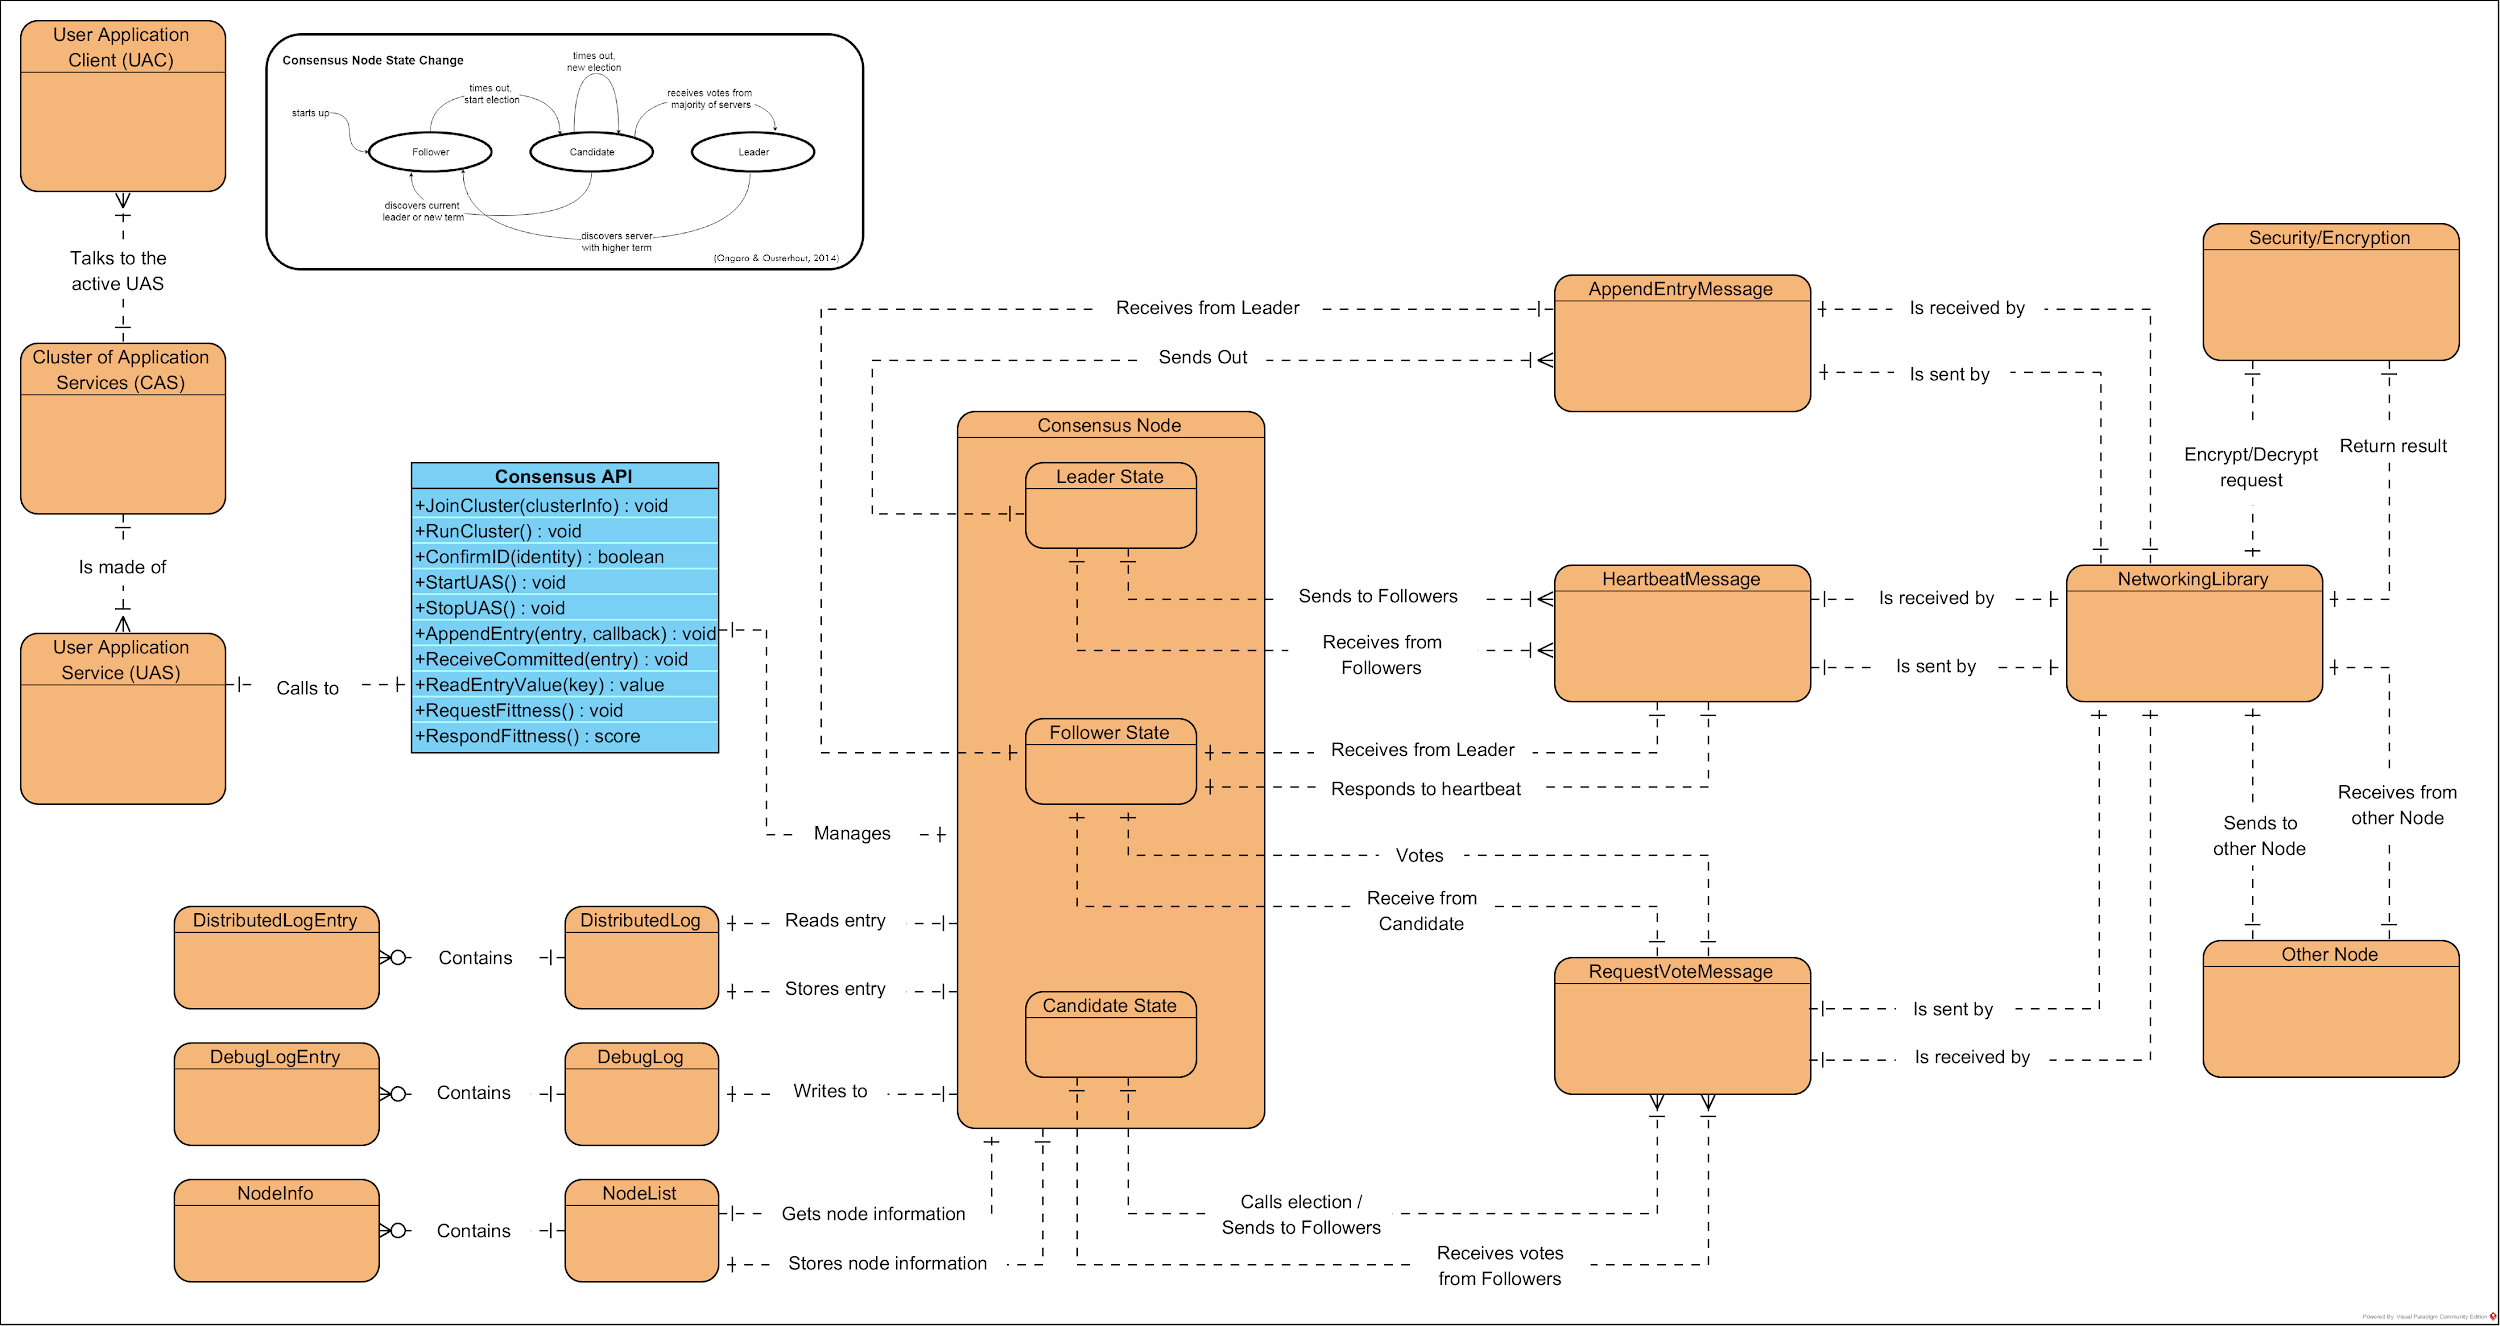 User Application
Client (UAC)
Talks to the
active UAS
Cluster of Application
Services (CAS)
Is made of
User Application
Service (UAS)
Calls to
Consensus Node State Change
starts up
times out,
start election
times out,
new election
receives votes from
majority of servers
Follower
Candidate
Leader
discovers current
leader or new term
discovers server
with higher term
(Ongaro & Ousterhout, 2014)
Consensus API
+JoinCluster(clusterInfo) : void
+RunCluster() : void
+ConfirmID(identity) : boolean
+StartUAS() : void
+StopUAS() : void
+AppendEntry(entry, callback) : void
+ReceiveCommitted(entry) : void
+ReadEntryValue(key) : value
+RequestFittness() : void
+RespondFittness() : score
Manages
DistributedLogEntry
Contains
DistributedLog
Reads entry
Stores entry
DebugLogEntry
Contains
DebugLog
Writes to
NodeInfo
Contains
NodeList
Gets node information
Stores node information
Consensus Node
Leader State
Follower State
Candidate State
Receives from Leader
Sends Out
Sends to Followers
Receives from
Followers
Receives from Leader
Responds to heartbeat
Votes
Receive from
Candidate
Calls election /
Sends to Followers
Receives votes
from Followers
AppendEntryMessage
Is received by
Is sent by
HeartbeatMessage
Is received by
Is sent by
RequestVoteMessage
Is sent by
Is received by
Security/Encryption
Encrypt/Decrypt
request
Return result
NetworkingLibrary
Sends to
other Node
Receives from
other Node
Other Node
Powered By Visual Paradigm Community Edition